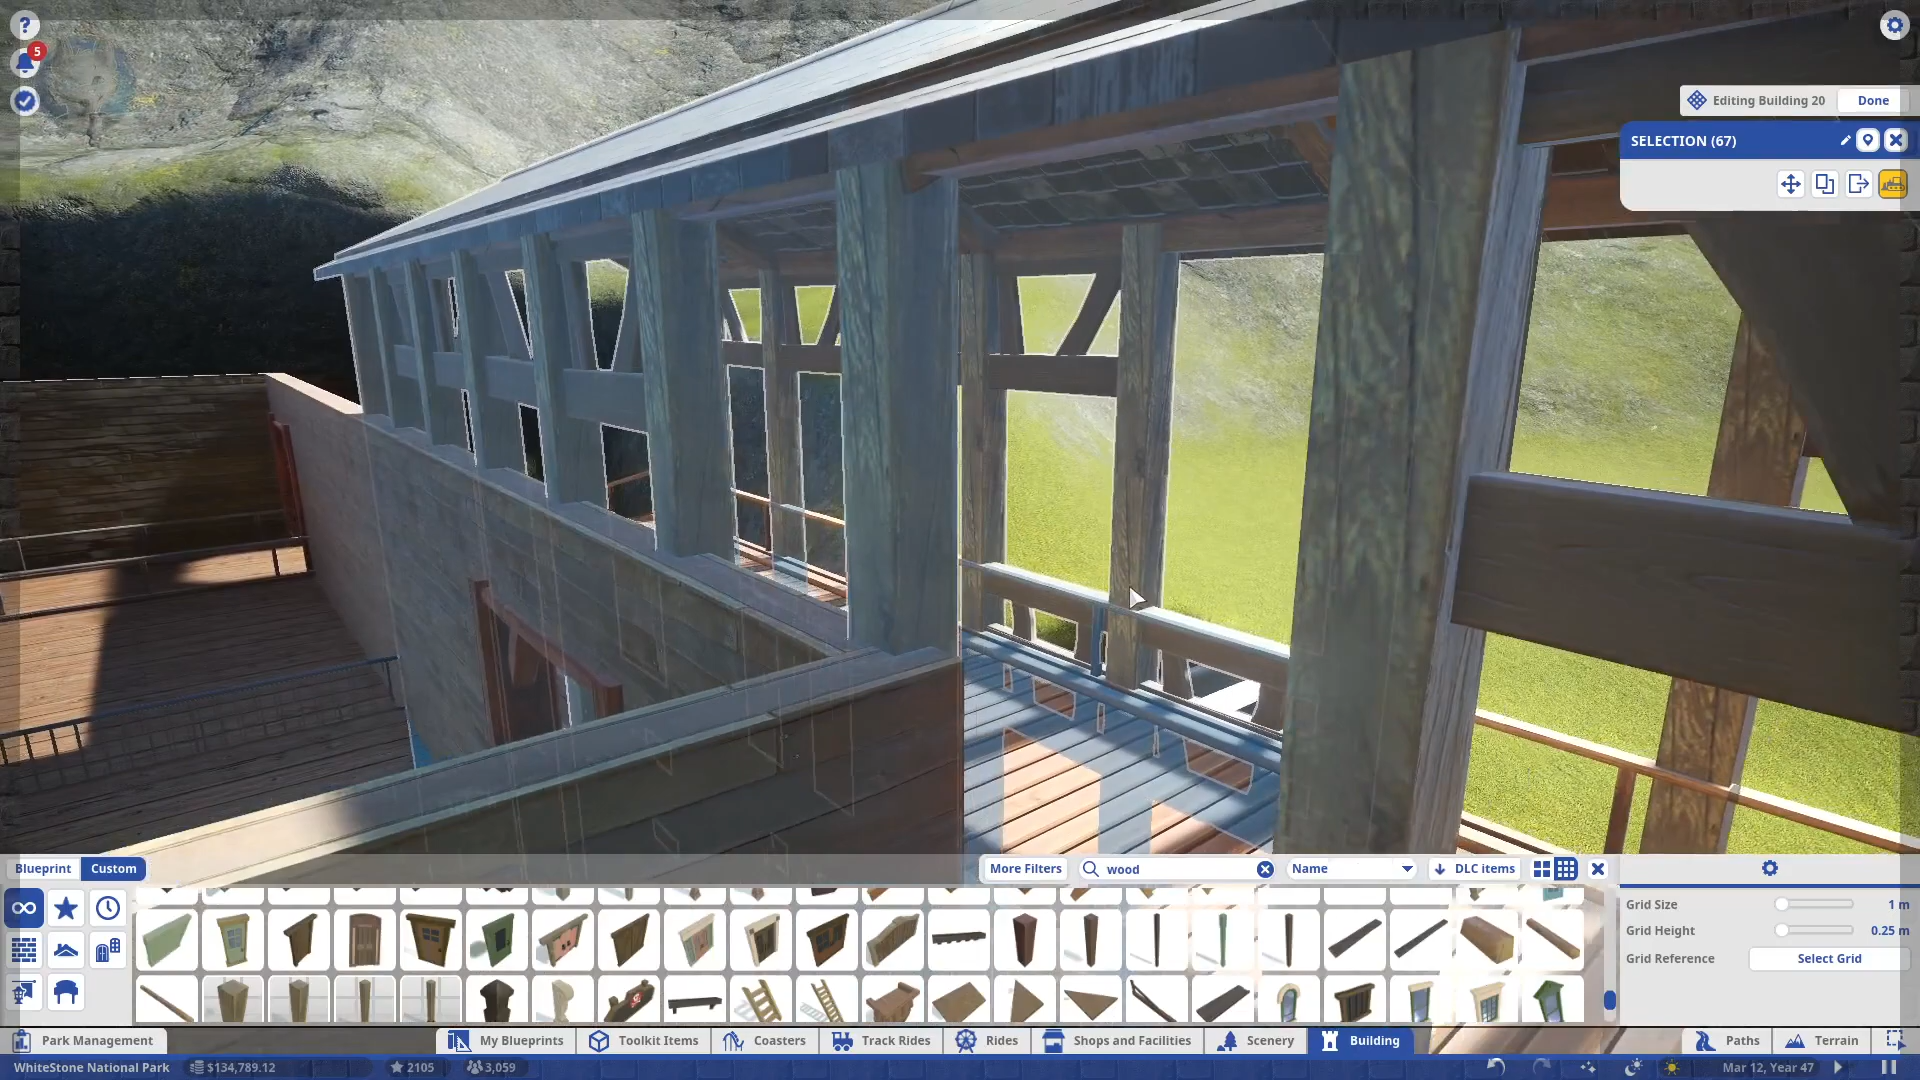 ?
5
Editing Building 20
Done
SELECTION (67)
Blueprint
Custom
More Filters
wood
Name
DLC items
Grid Size
1 m
Grid Height
0.25 m
Grid Reference
Select Grid
Park Management
My Blueprints
Toolkit Items
Coasters
Track Rides
Rides
Shops and Facilities
Scenery
Building
Paths
Terrain
WhiteStone National Park
$134,789.12
2105
3,059
Mar 12, Year 47